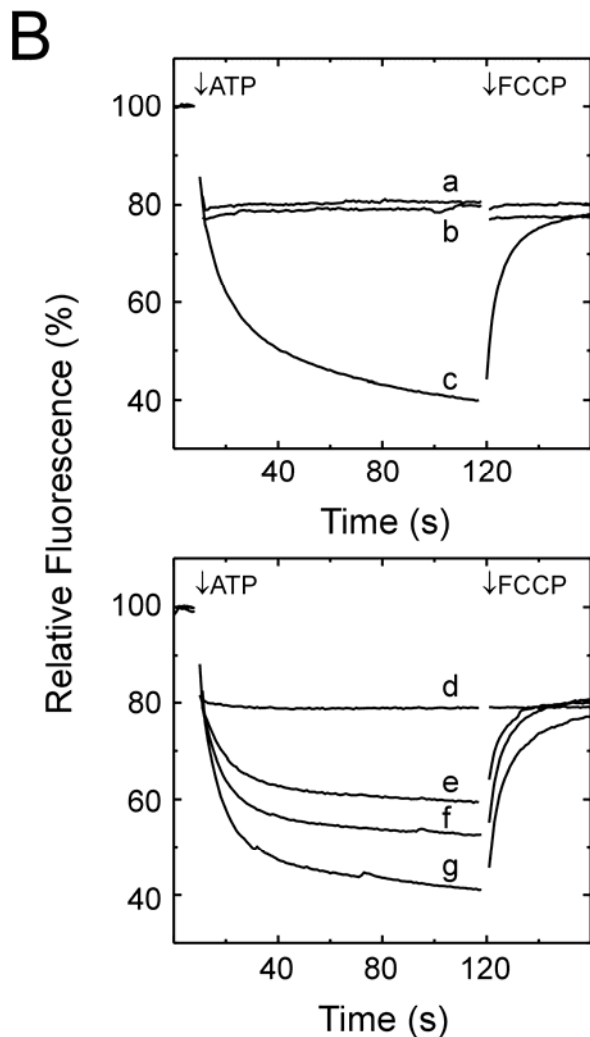 B
Relative Fluorescence (%)
↓ATP ↓FCCP
100
80
60
40
a
b
c
40 80 120
Time (s)
↓ATP ↓FCCP
100
80
60
40
d
e
f
g
40 80 120
Time (s)